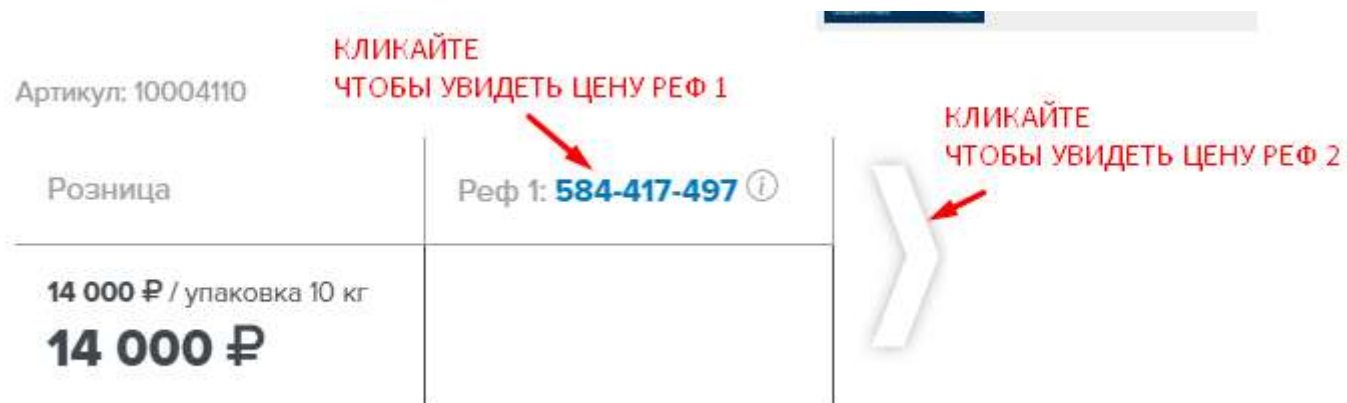 КЛИКАЙТЕ
ЧТОБЫ УВИДЕТЬ ЦЕНУ РЕФ 1
Артикул: 10004110
КЛИКАЙТЕ
ЧТОБЫ УВИДЕТЬ ЦЕНУ РЕФ 2
Розница
Реф 1: 584-417-497
14 000 ₽ / упаковка 10 кг
14 000 ₽